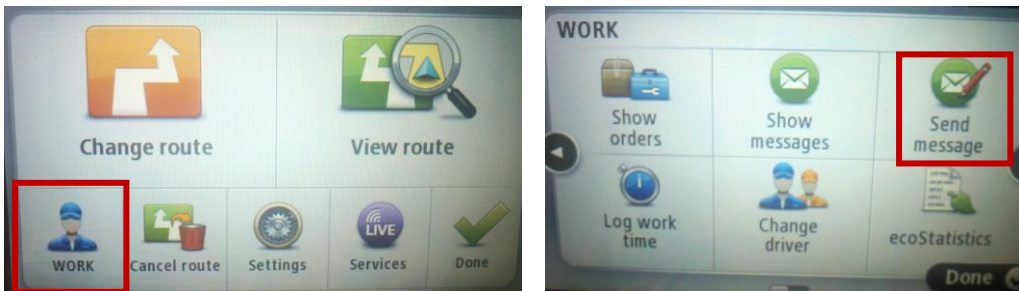 Change route
View route
WORK
Cancel route
Settings
LIVE
Services
Done
WORK
Show
orders
Show
messages
Send
message
Log work
time
Change
driver
ecoStatistics
Done